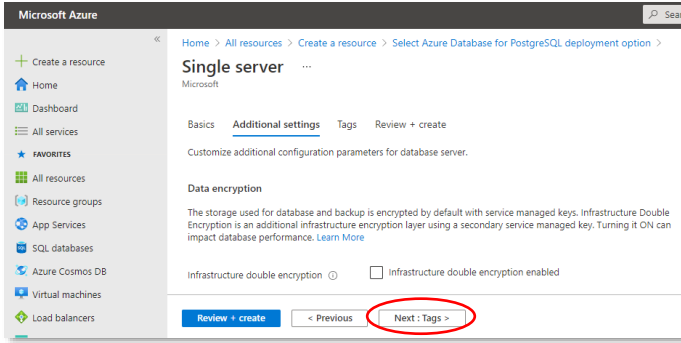 Microsoft Azure
Sear
«
Home > All resources > Create a resource > Select Azure Database for PostgreSQL deployment option >
Single server ...
Microsoft
Create a resource
Home
Dashboard
All services
FAVORITES
All resources
Resource groups
App Services
SQL databases
Azure Cosmos DB
Virtual machines
Load balancers
Basics Additional settings Tags Review + create
Customize additional configuration parameters for database server.
Data encryption
The storage used for database and backup is encrypted by default with service managed keys. Infrastructure Double
Encryption is an additional infrastructure encryption layer using a secondary service managed key. Turning it ON can
impact database performance. Learn More
Infrastructure double encryption Infrastructure double encryption enabled
Review + create < Previous Next : Tags >